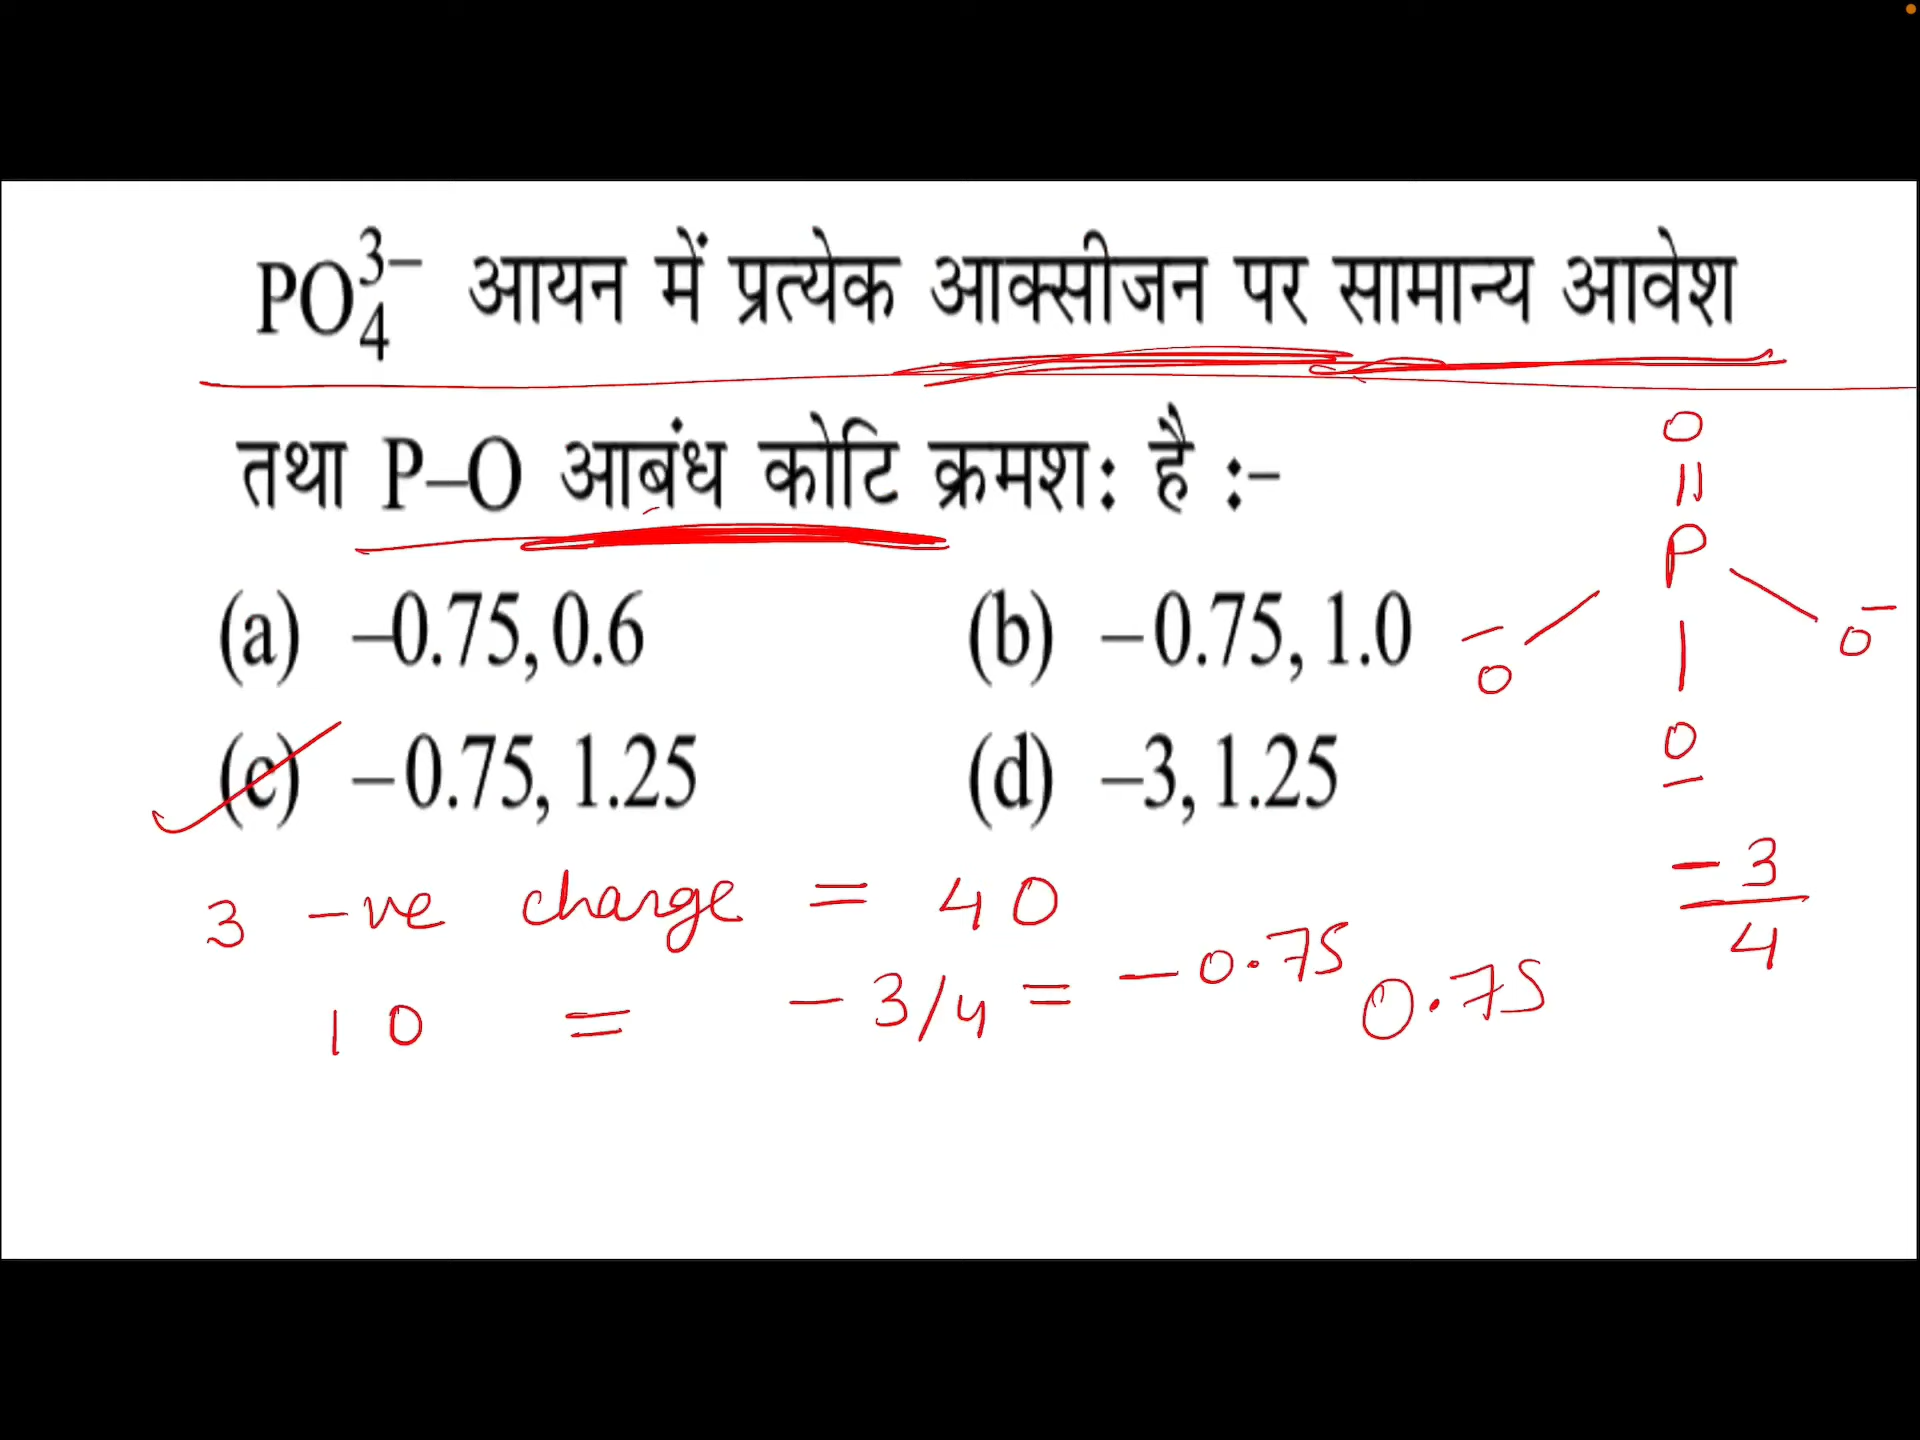 PO₄³⁻ आयन में प्रत्येक आक्सीजन पर सामान्य आवेश
तथा P–O आबंध कोटि क्रमशः है :-
(a) –0.75, 0.6 (b) –0.75, 1.0
(c) –0.75, 1.25 (d) –3, 1.25
O
||
P
–O O–
|
O
–
-3/4
3 -ve charge = 4 O
1 O = -3/4 = -0.75 0.75